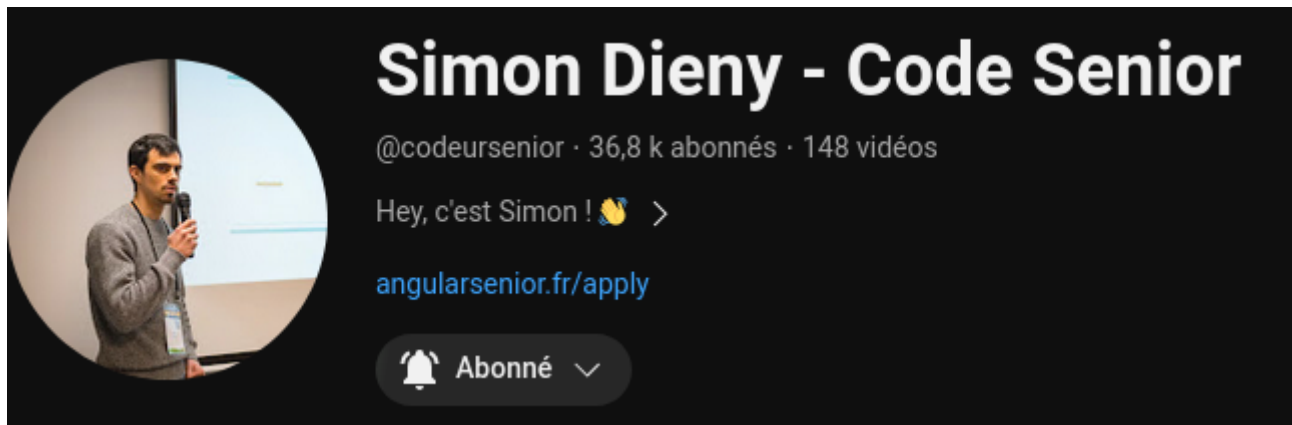 Simon Dieny - Code Senior
@codeursenior · 36,8 k abonnés · 148 vidéos
Hey, c'est Simon ! 👋
angularsenior.fr/apply
Abonné